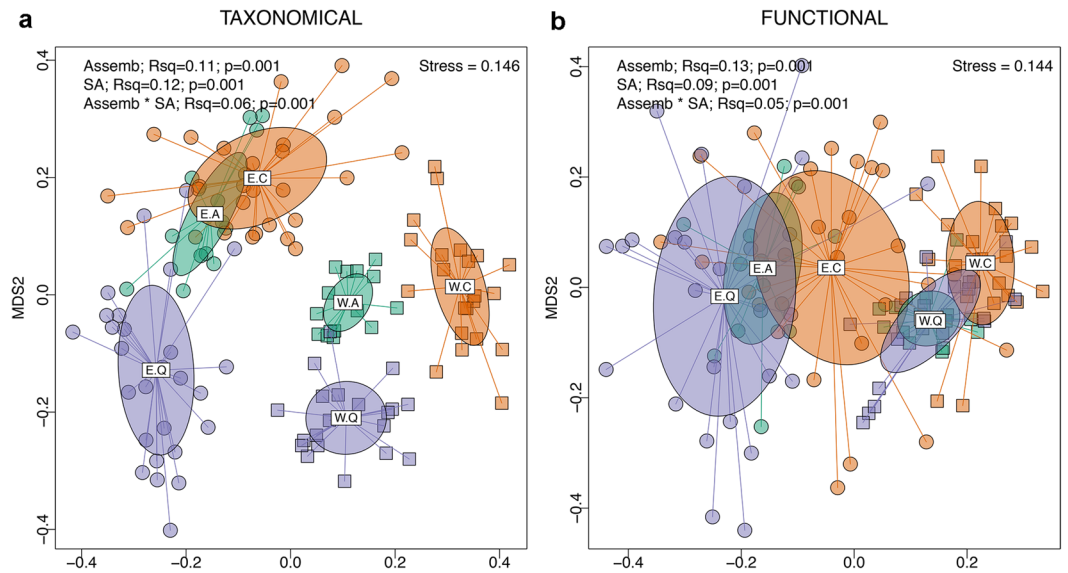 a TAXONOMICAL
Assemb; Rsq=0.11; p=0.001
SA; Rsq=0.12; p=0.001
Assemb * SA; Rsq=0.06; p=0.001
Stress = 0.146
MDS2
0.4
0.2
0.0
−0.2
−0.4
E.C
E.A
W.C
W.A
E.Q
W.Q
−0.4 −0.2 0.0 0.2 0.4
b FUNCTIONAL
Assemb; Rsq=0.13; p=0.001
SA; Rsq=0.09; p=0.001
Assemb * SA; Rsq=0.05; p=0.001
Stress = 0.144
MDS2
0.4
0.2
0.0
−0.2
−0.4
W.C
E.A
E.C
E.Q
W.Q
−0.4 −0.2 0.0 0.2